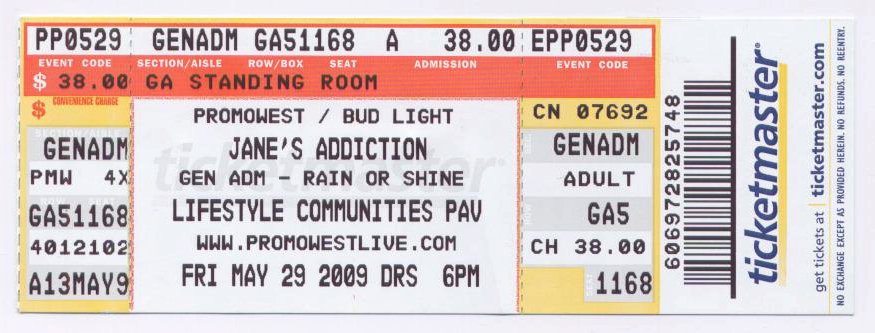 PP0529 GENADM GA51168 A 38.00 EPP0529
EVENT CODE SECTION/AISLE ROW/BOX SEAT ADMISSION EVENT CODE
$ 38.00 GA STANDING ROOM
$ CONVENIENCE CHARGE
SECTION/AISLE
GENADM
PMW 4X
GA51168
4012102
A13MAY9
ticketmaster
PROMOWEST / BUD LIGHT
JANE'S ADDICTION
GEN ADM - RAIN OR SHINE
LIFESTYLE COMMUNITIES PAV
WWW.PROMOWESTLIVE.COM
FRI MAY 29 2009 DRS 6PM
CN 07692
GENADM
ADULT
GA5
CH 38.00
1168
606972825748
ticketmaster®
get tickets at | ticketmaster.com
NO EXCHANGE EXCEPT AS PROVIDED HEREIN. NO REFUNDS. NO REENTRY.